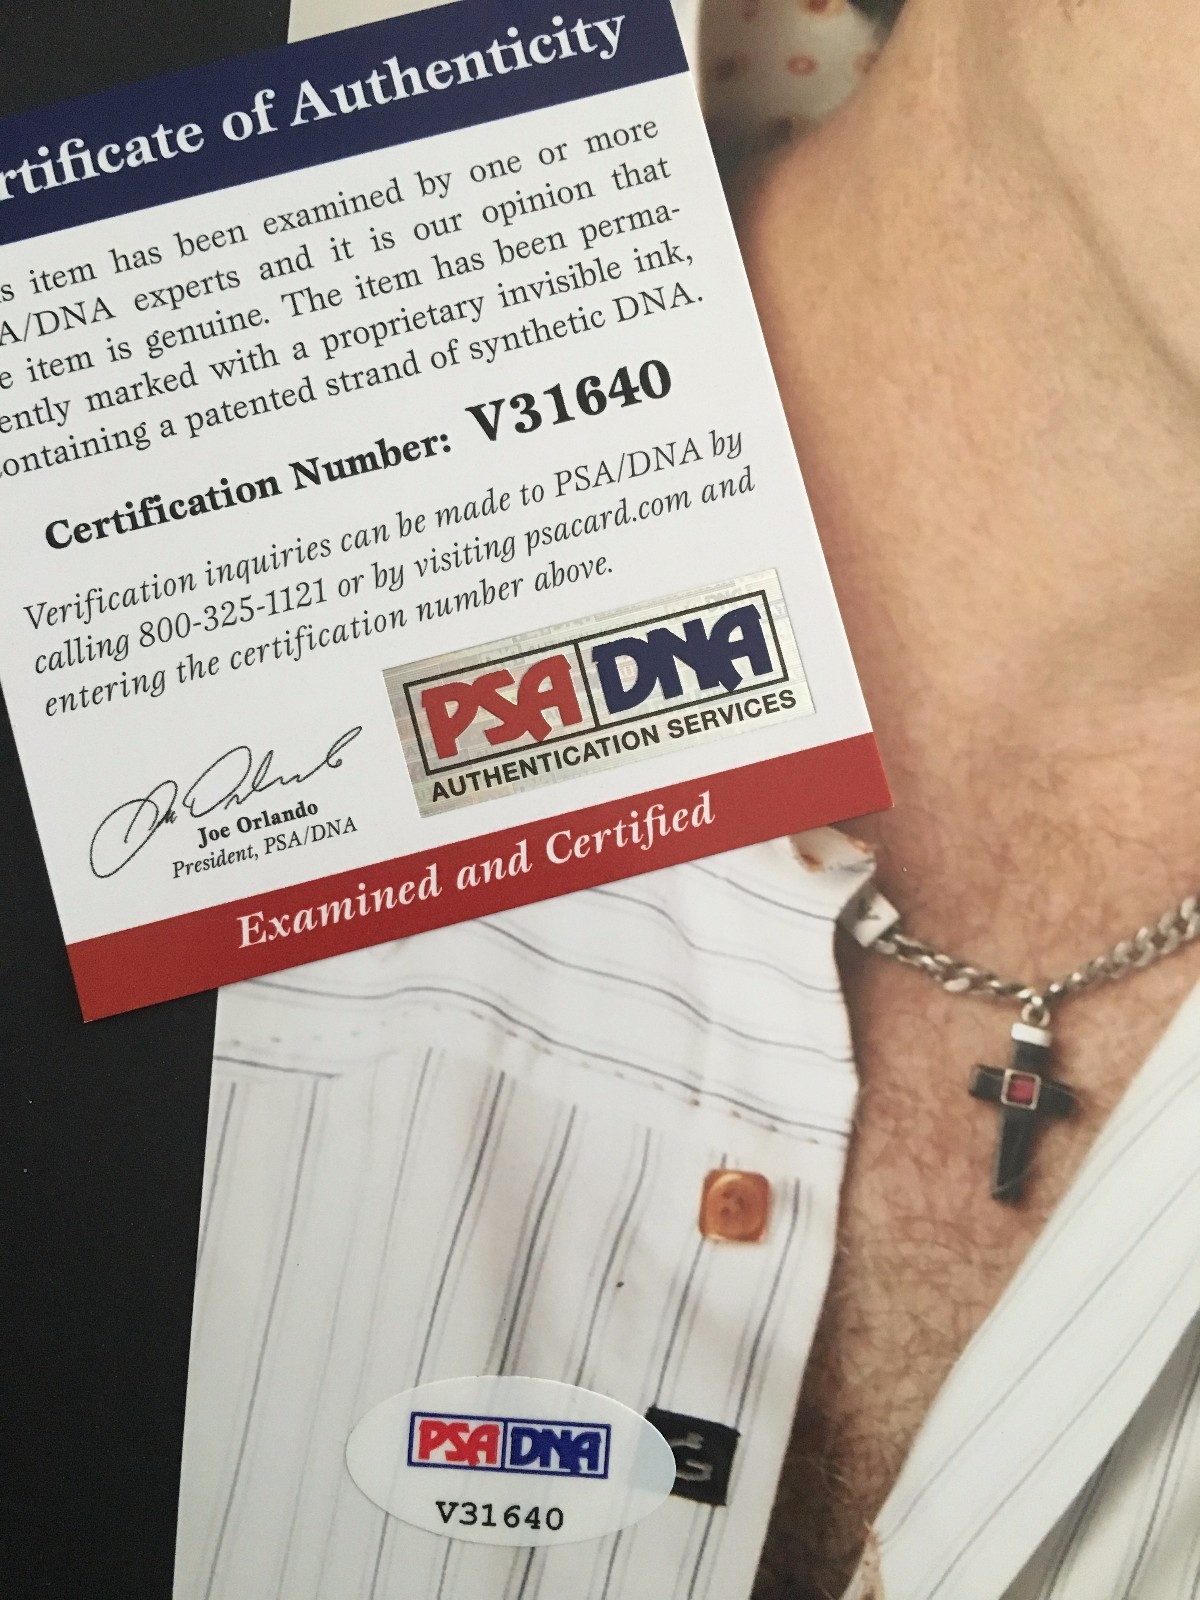 rtificate of Authenticity
s item has been examined by one or more
A/DNA experts and it is our opinion that
e item is genuine. The item has been perma-
ently marked with a proprietary invisible ink,
ontaining a patented strand of synthetic DNA.
Certification Number: V31640
Verification inquiries can be made to PSA/DNA by
calling 800-325-1121 or by visiting psacard.com and
entering the certification number above.
PSA DNA
AUTHENTICATION SERVICES
Joe Orlando
President, PSA/DNA
Examined and Certified
PSA DNA
V31640